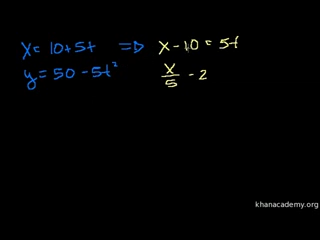 x = 10 + 5t ⇒ x - 10 = 5t
y = 50 - 5t² x/5 - 2
khanacademy.org